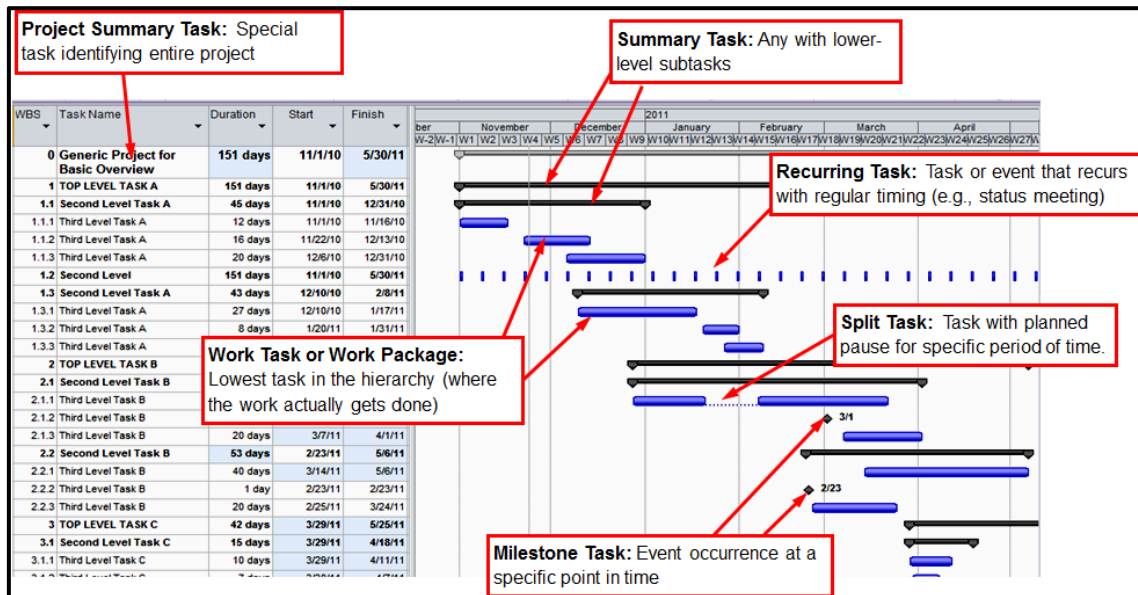 Project Summary Task: Special
task identifying entire project
Summary Task: Any with lower-
level subtasks
WBS Task Name Duration Start Finish
2011
ber November December January February March April
W-2 W-1 W1 W2 W3 W4 W5 W6 W7 W8 W9 W10 W11 W12 W13 W14 W15 W16 W17 W18 W19 W20 W21 W22 W23 W24 W25 W26 W27 W
0 Generic Project for 151 days 11/1/10 5/30/11
Basic Overview
Recurring Task: Task or event that recurs
with regular timing (e.g., status meeting)
1 TOP LEVEL TASK A 151 days 11/1/10 5/30/11
1.1 Second Level Task A 45 days 11/1/10 12/31/10
1.1.1 Third Level Task A 12 days 11/1/10 11/16/10
1.1.2 Third Level Task A 16 days 11/22/10 12/13/10
1.1.3 Third Level Task A 20 days 12/6/10 12/31/10
1.2 Second Level 151 days 11/1/10 5/30/11
1.3 Second Level Task A 43 days 12/10/10 2/8/11
1.3.1 Third Level Task A 27 days 12/10/10 1/17/11
1.3.2 Third Level Task A 8 days 1/20/11 1/31/11
1.3.3 Third Level Task A
Split Task: Task with planned
pause for specific period of time.
Work Task or Work Package:
Lowest task in the hierarchy (where
the work actually gets done)
2 TOP LEVEL TASK B
2.1 Second Level Task B
2.1.1 Third Level Task B
2.1.2 Third Level Task B
3/1
2.1.3 Third Level Task B 20 days 3/7/11 4/1/11
2.2 Second Level Task B 53 days 2/23/11 5/6/11
2.2.1 Third Level Task B 40 days 3/14/11 5/6/11
2.2.2 Third Level Task B 1 day 2/23/11 2/23/11
2/23
2.2.3 Third Level Task B 20 days 2/25/11 3/24/11
3 TOP LEVEL TASK C 42 days 3/29/11 5/25/11
3.1 Second Level Task C 15 days 3/29/11 4/18/11
3.1.1 Third Level Task C 10 days 3/29/11 4/11/11
Milestone Task: Event occurrence at a
specific point in time